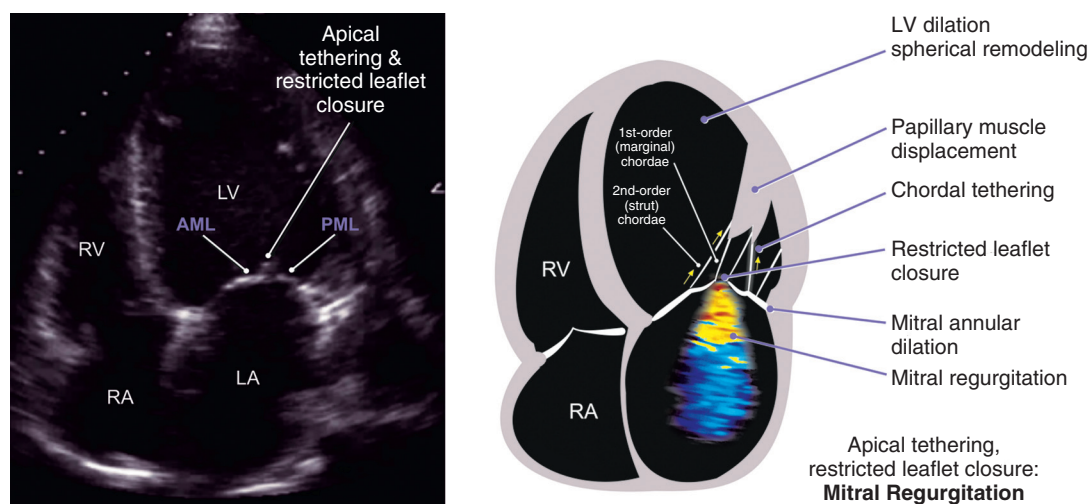 Apical
tethering &
restricted leaflet
closure
LV
AML
PML
RV
LA
RA
LV dilation
spherical remodeling
Papillary muscle
displacement
1st-order
(marginal)
chordae
2nd-order
(strut)
chordae
Chordal tethering
Restricted leaflet
closure
RV
Mitral annular
dilation
Mitral regurgitation
RA
Apical tethering,
restricted leaflet closure:
Mitral Regurgitation